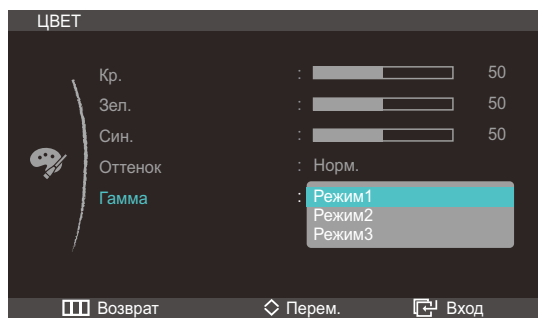 ЦВЕТ
Кр. : 50
Зел. : 50
Син. : 50
Оттенок : Норм.
Гамма : Режим1
Режим2
Режим3
Возврат Перем. Вход